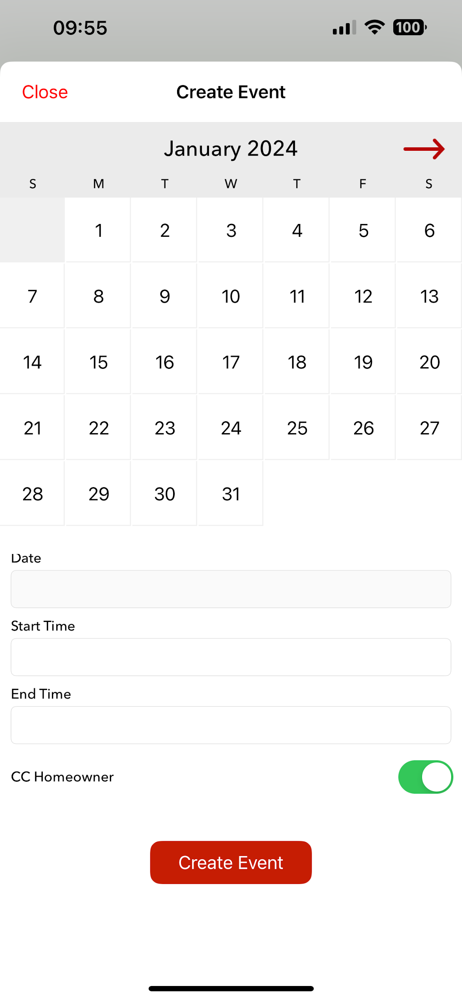 09:55 100
Close Create Event
January 2024
S M T W T F S
1 2 3 4 5 6
7 8 9 10 11 12 13
14 15 16 17 18 19 20
21 22 23 24 25 26 27
28 29 30 31
Date
Start Time
End Time
CC Homeowner
Create Event